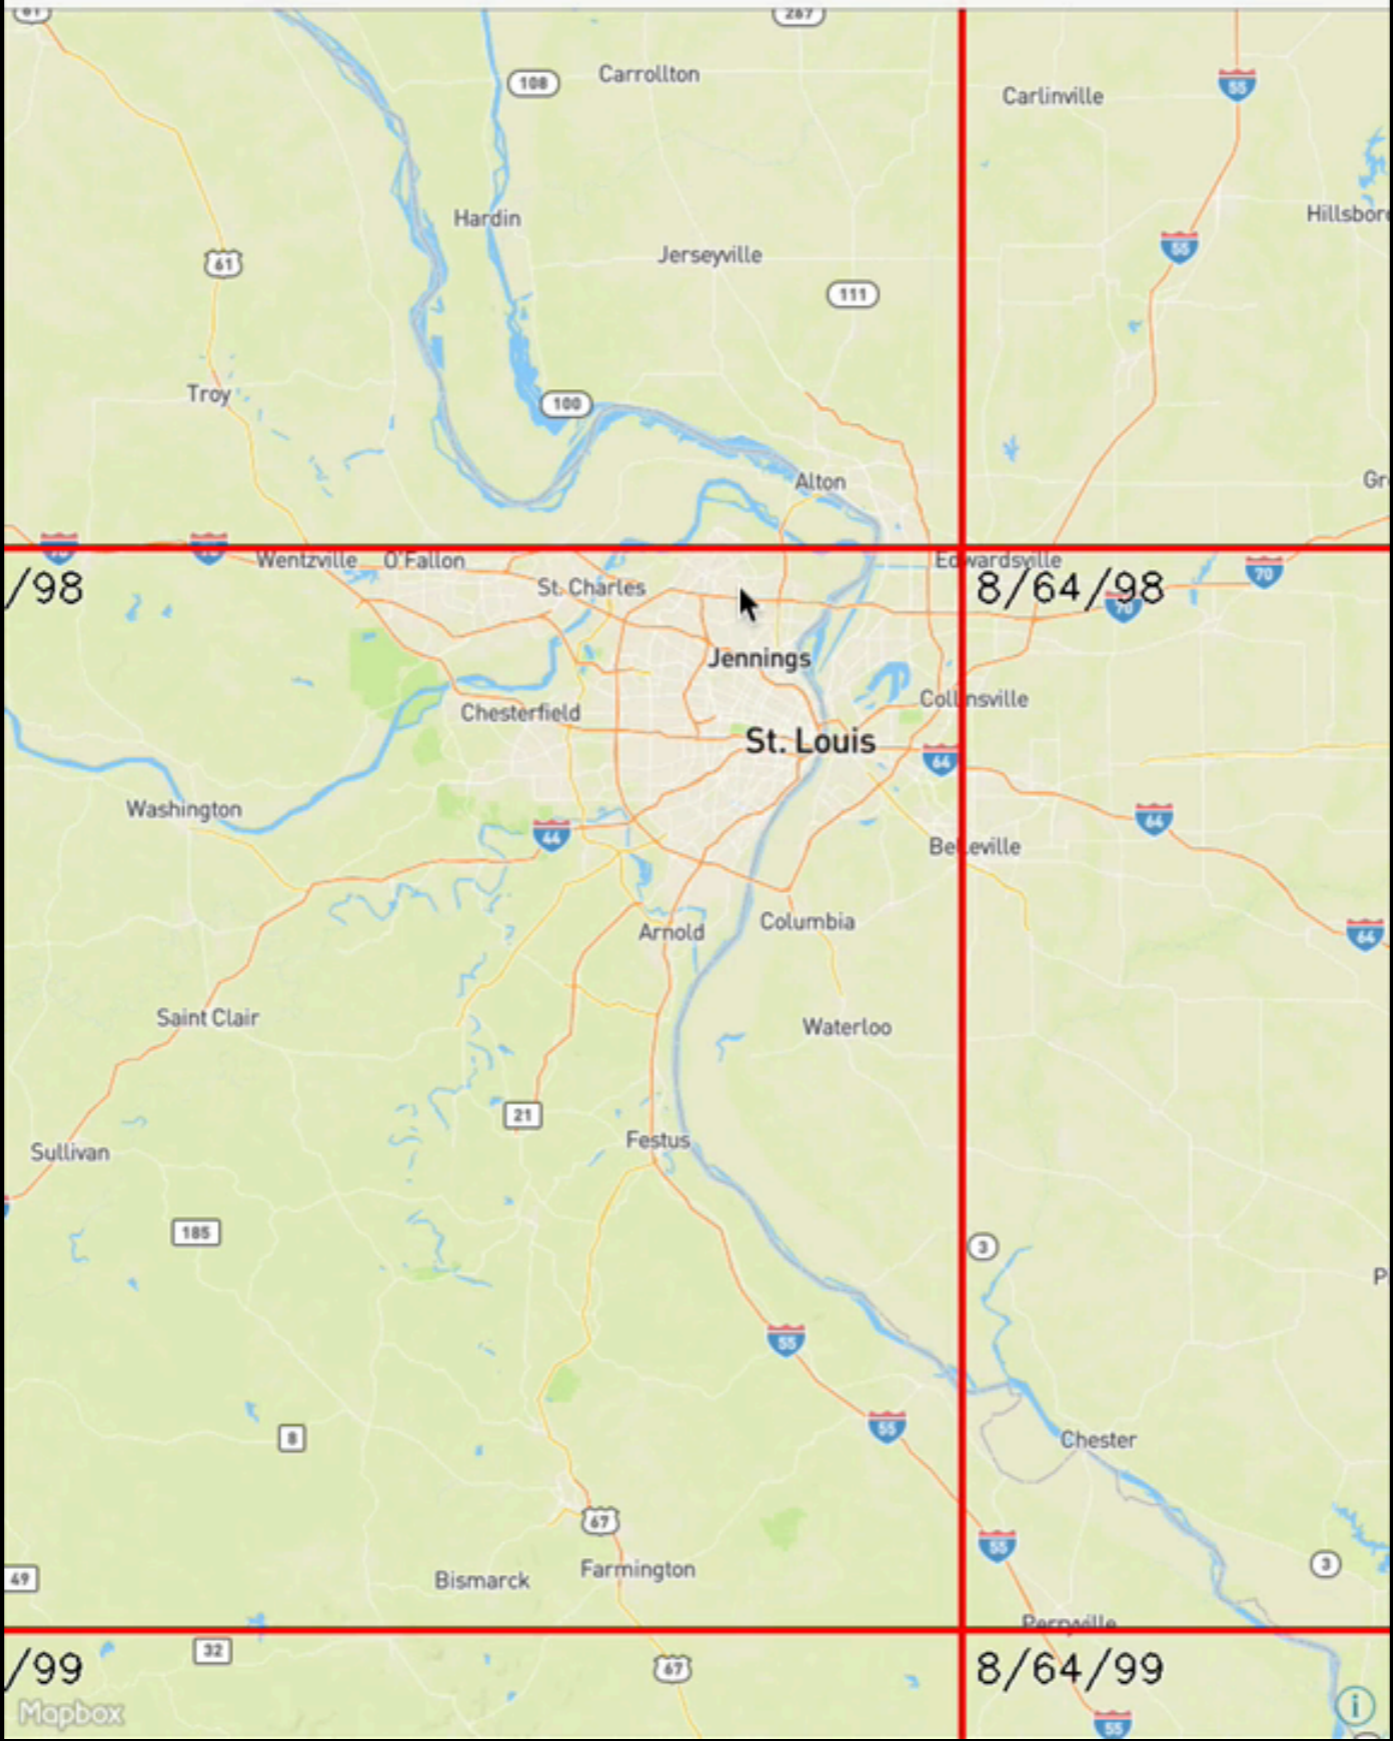 61
267
108
Carrollton
Carlinville
55
Hardin
Hillsbor
Jerseyville
55
61
111
Troy
100
Alton
Gr
Wentzville
O'Fallon
Edwardsville
/98
St. Charles
8/64/98
70
70
Jennings
Collinsville
Chesterfield
St. Louis
64
Washington
44
64
Belleville
Arnold
Columbia
64
Saint Clair
Waterloo
21
Festus
Sullivan
185
3
P
55
55
8
Chester
67
55
49
Bismarck
Farmington
3
Perryville
32
/99
67
8/64/99
Mapbox
i
55